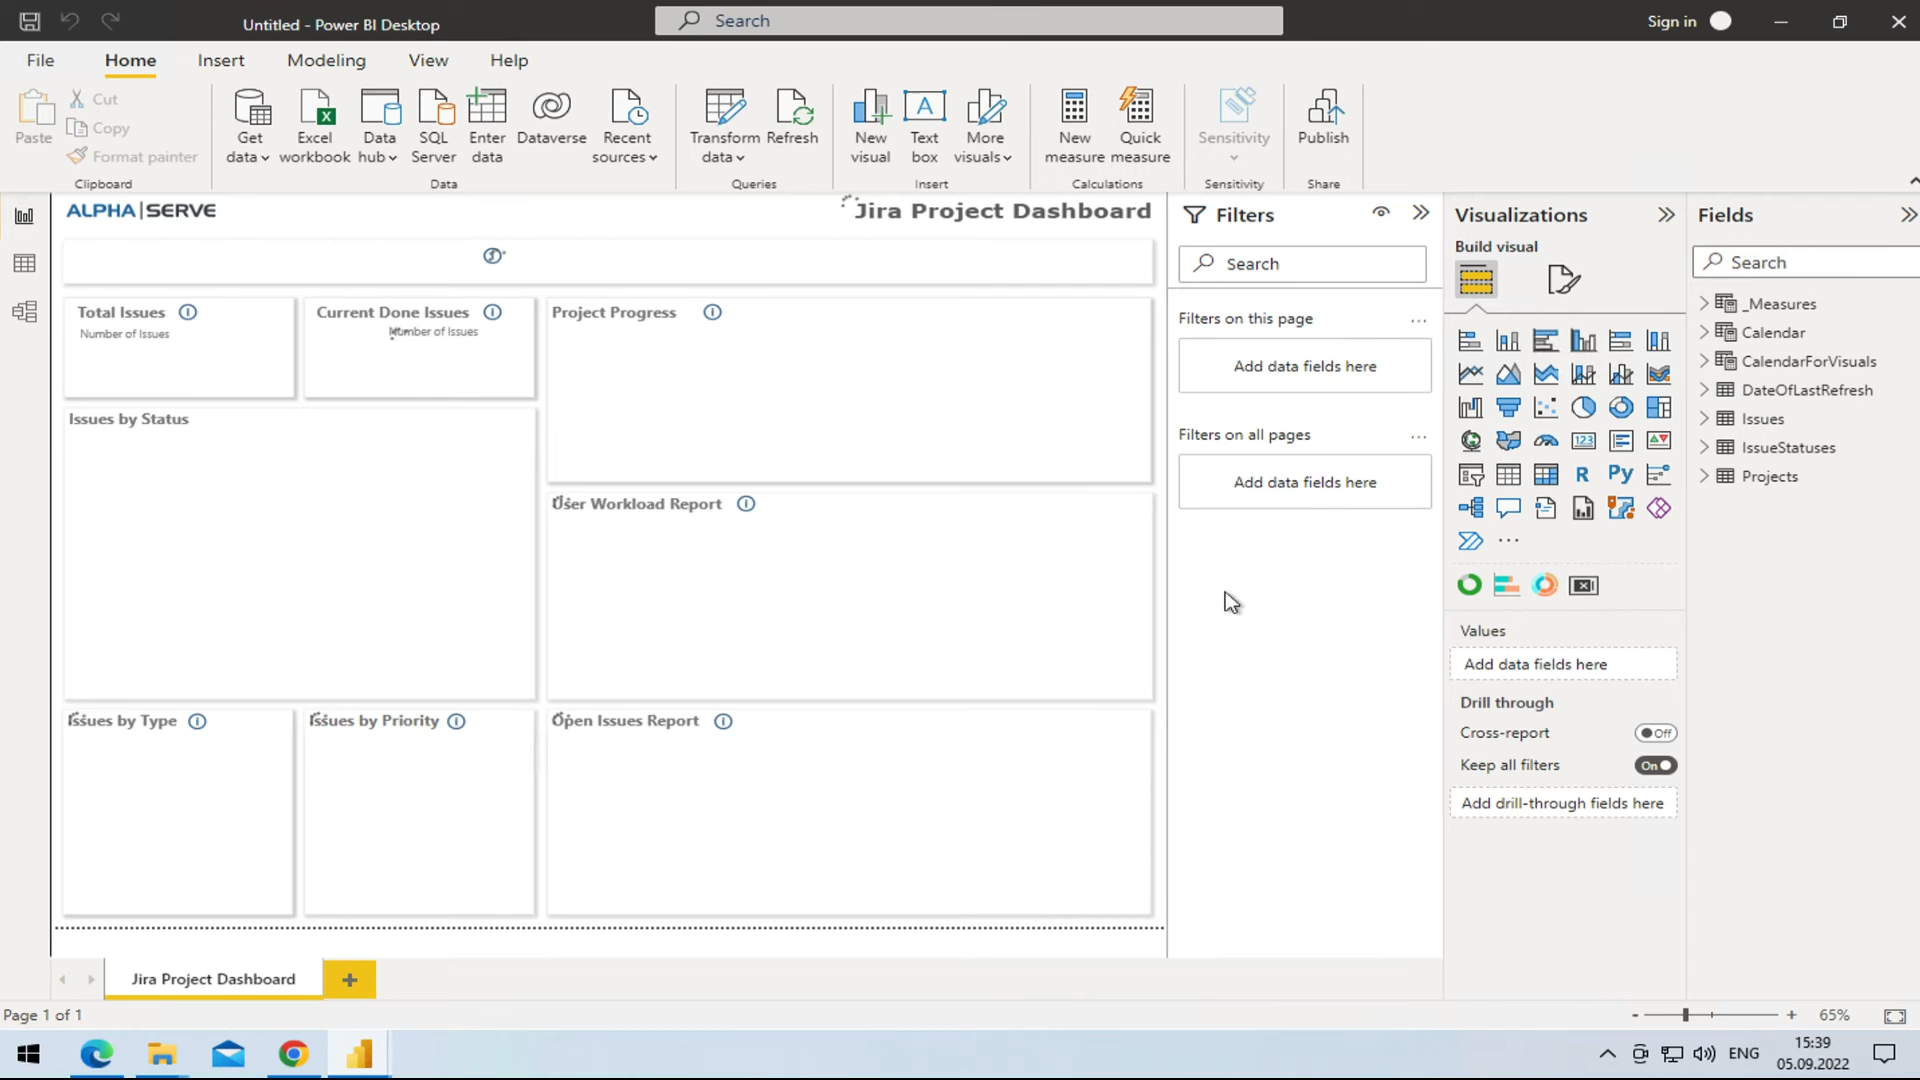 Untitled - Power BI Desktop
Search
Sign in
File
Home
Insert
Modeling
View
Help
Paste
Cut
Copy
Format painter
Clipboard
Get data
Excel workbook
Data hub
SQL Server
Enter data
Dataverse
Recent sources
Data
Transform data
Refresh
Queries
New visual
Text box
More visuals
Insert
New measure
Quick measure
Calculations
Sensitivity
Sensitivity
Publish
Share
ALPHA|SERVE
Jira Project Dashboard
Total Issues
Number of Issues
Current Done Issues
Number of Issues
Project Progress
Issues by Status
User Workload Report
Issues by Type
Issues by Priority
Open Issues Report
Filters
Search
Filters on this page
...
Add data fields here
Filters on all pages
...
Add data fields here
Visualizations
Build visual
123
R
Py
...
Values
Add data fields here
Drill through
Cross-report
Off
Keep all filters
On
Add drill-through fields here
Fields
Search
_Measures
Calendar
CalendarForVisuals
DateOfLastRefresh
Issues
IssueStatuses
Projects
Jira Project Dashboard
+
Page 1 of 1
-
+
65%
ENG
15:39
05.09.2022